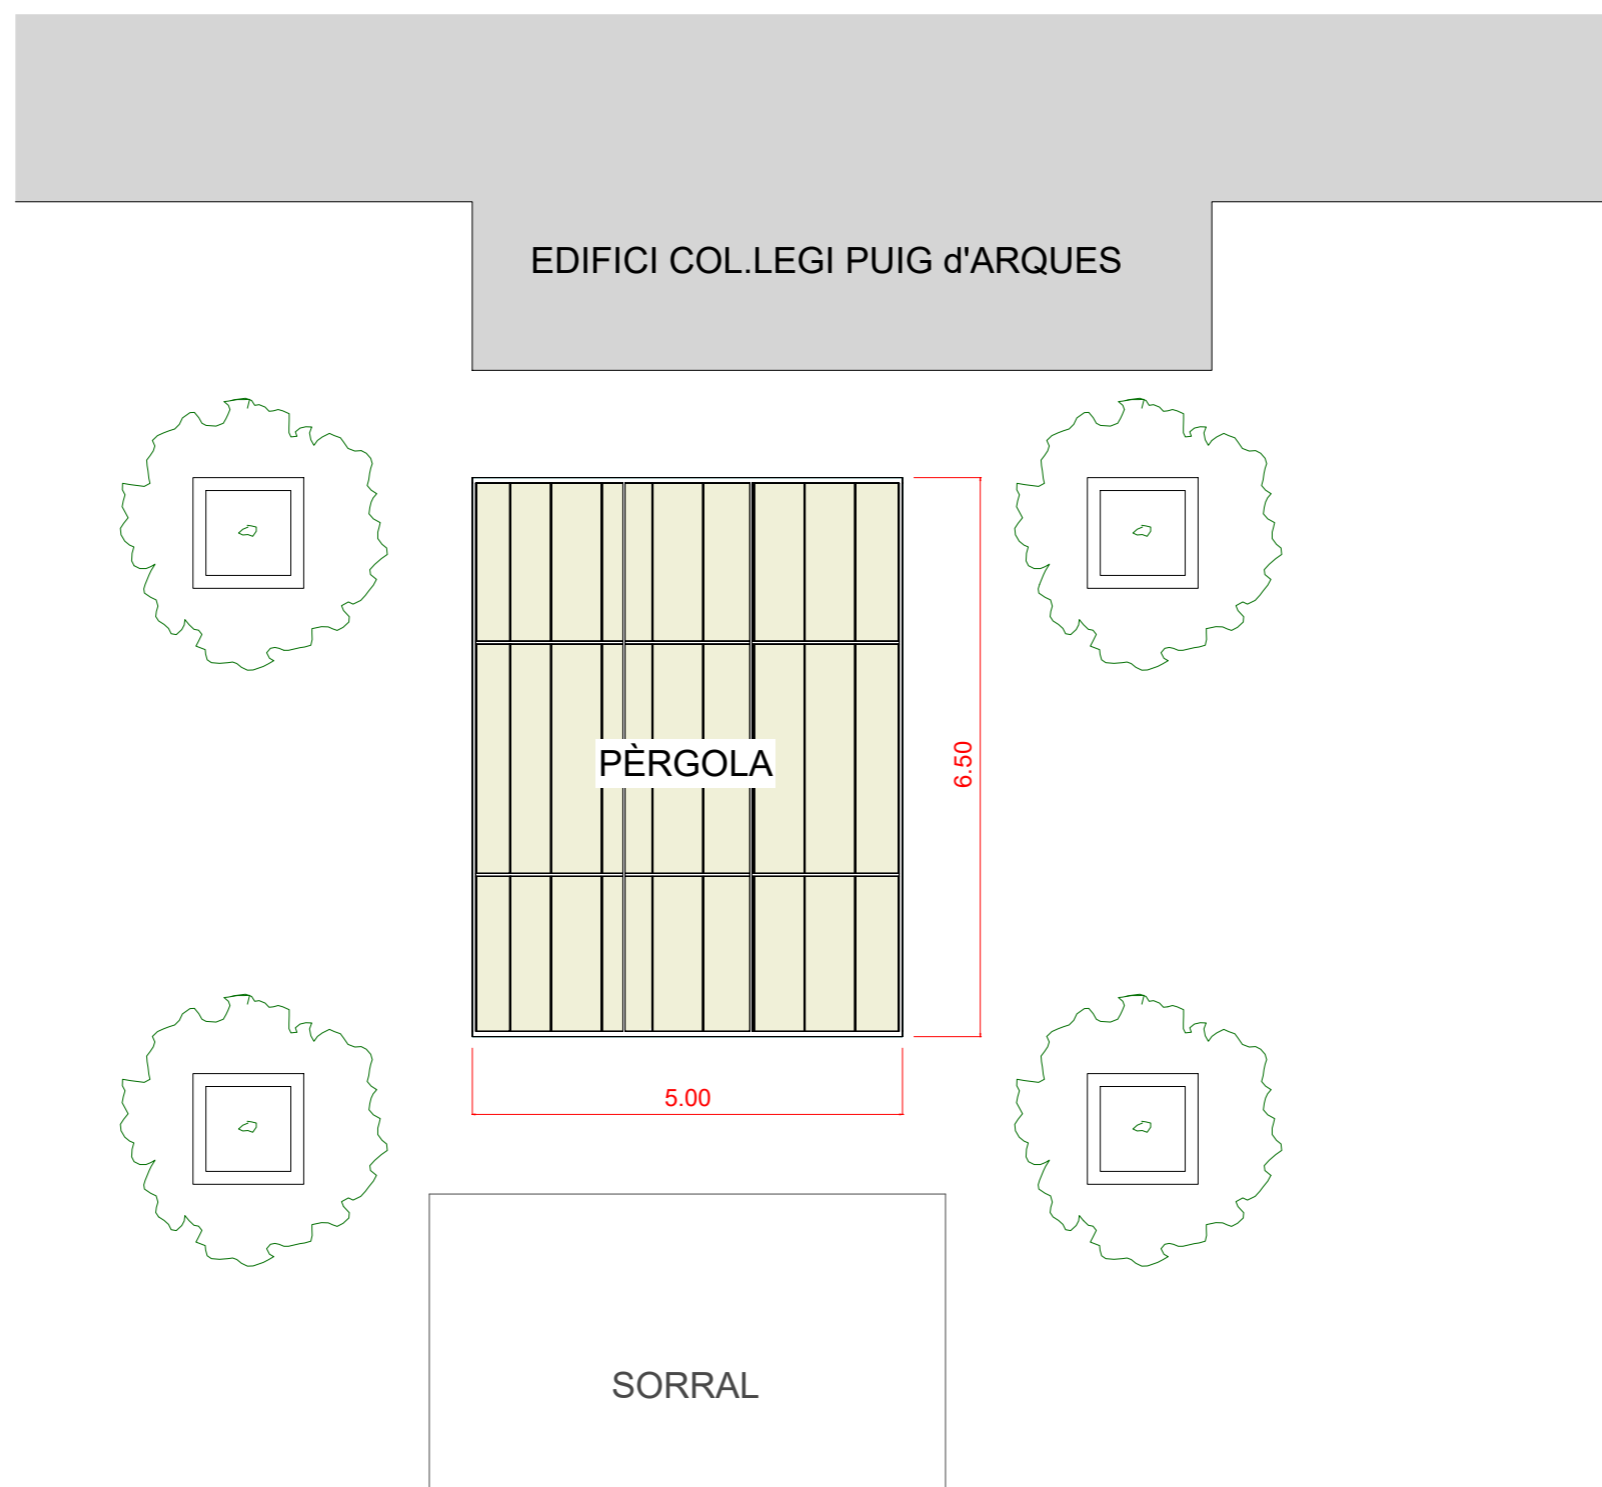 EDIFICI COL.LEGI PUIG d'ARQUES
PÈRGOLA
6.50
5.00
SORRAL